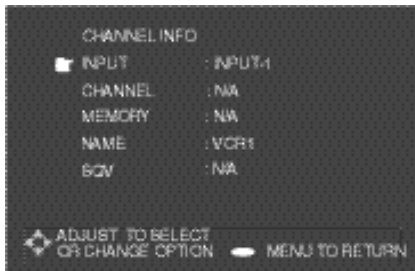 CHANNEL INFO
INPUT : INPUT-1
CHANNEL : N/A
MEMORY : N/A
NAME : VCR1
SQV : N/A
ADJUST TO SELECT
OR CHANGE OPTION MENU TO RETURN